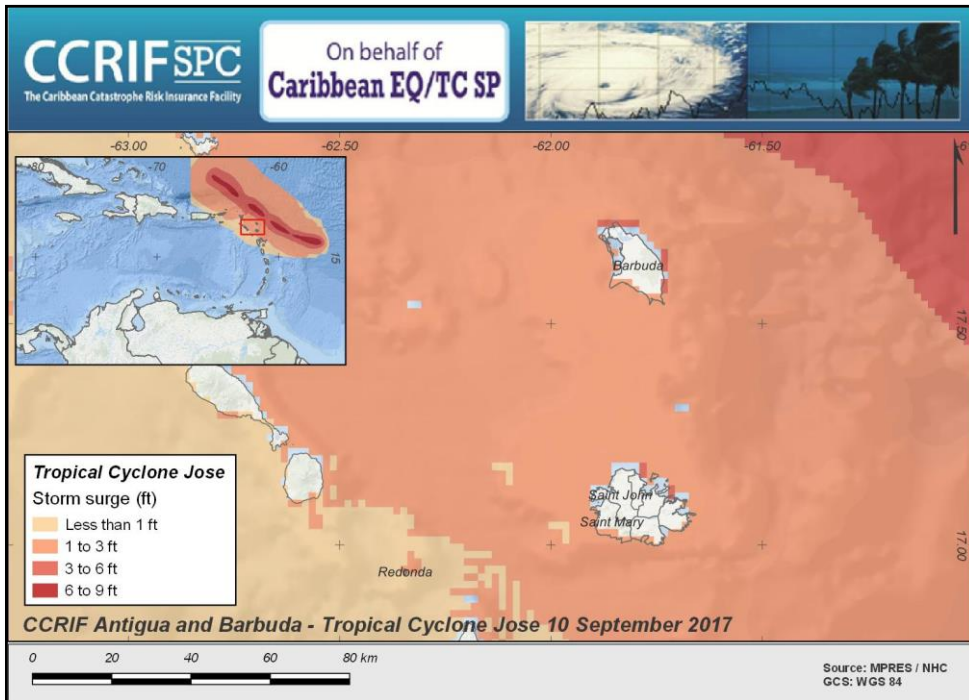 CCRIF SPC
The Caribbean Catastrophe Risk Insurance Facility
On behalf of
Caribbean EQ/TC SP
-63.00
-62.50
-62.00
-61.50
-80
-70
-60
15
Barbuda
17.50
Tropical Cyclone Jose
Storm surge (ft)
Less than 1 ft
1 to 3 ft
3 to 6 ft
6 to 9 ft
Saint John
Saint Mary
Redonda
17.00
CCRIF Antigua and Barbuda - Tropical Cyclone Jose 10 September 2017
0 20 40 60 80 km
Source: MPRES / NHC
GCS: WGS 84